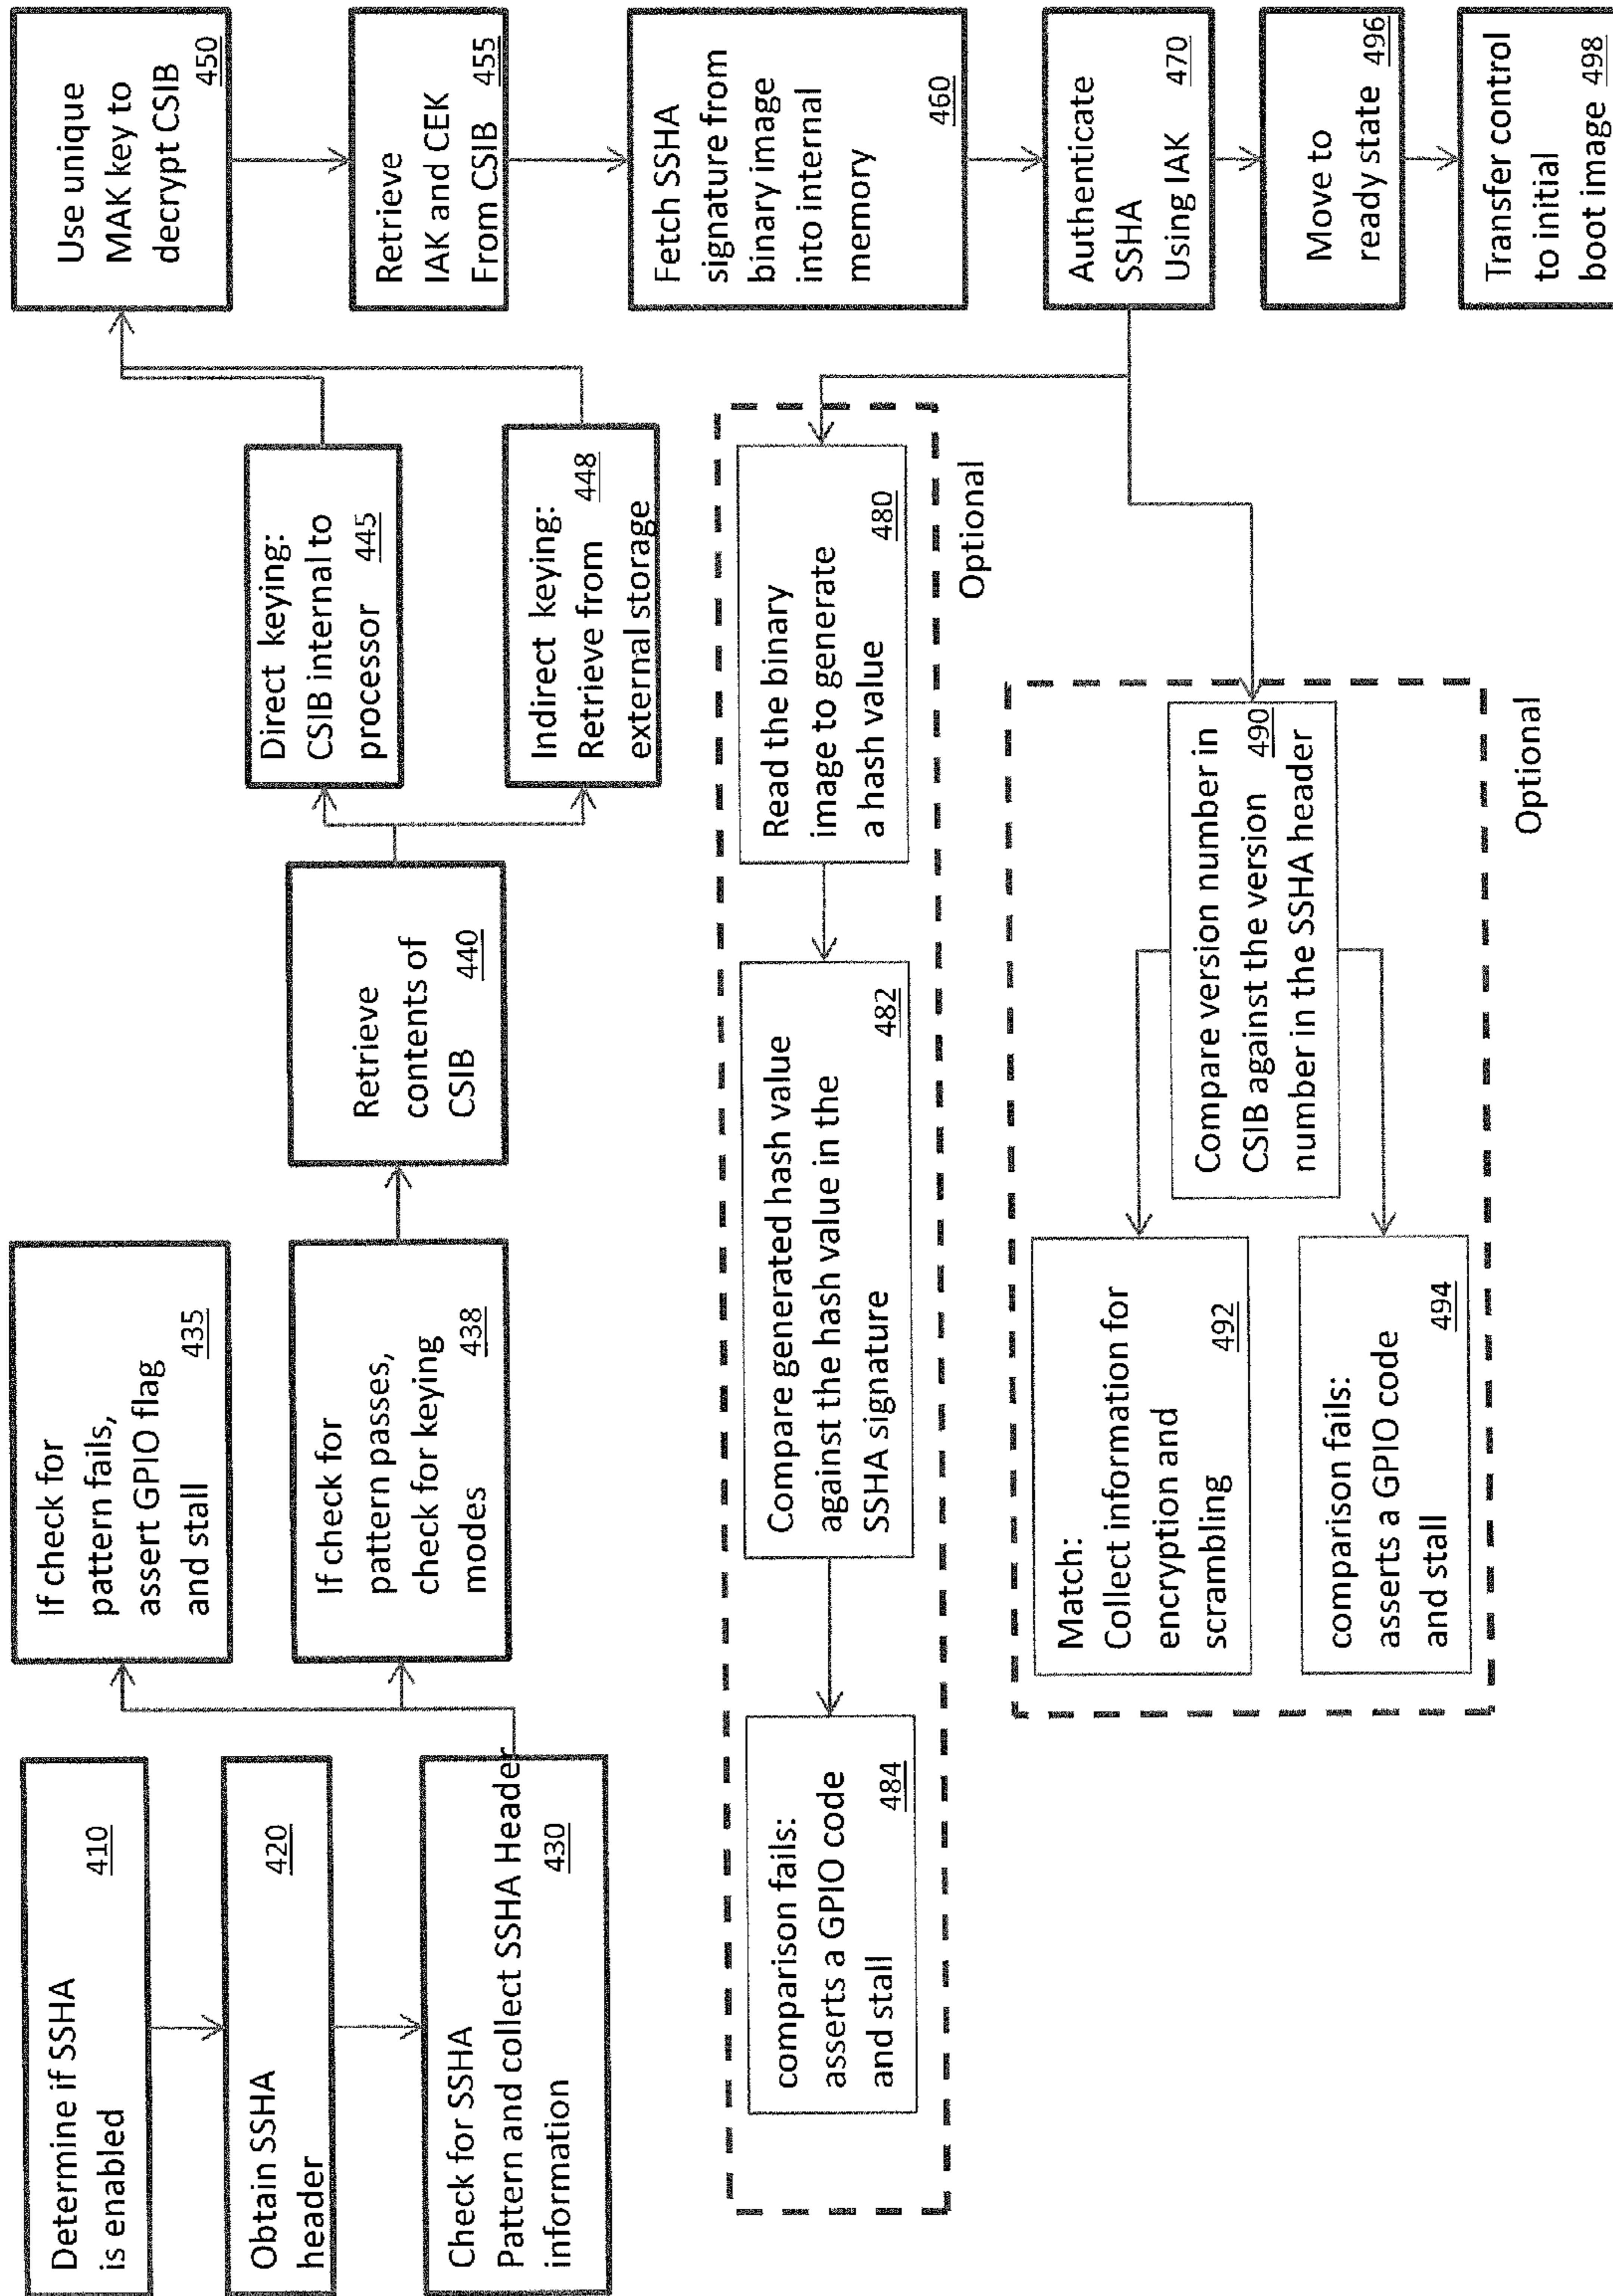 Determine if SSHA
is enabled
410
Obtain SSHA
header
420
Check for SSHA
Pattern and collect SSHA Header
information
430
If check for
pattern fails,
assert GPIO flag
and stall
435
If check for
pattern passes,
check for keying
modes
438
Retrieve
contents of
CSIB
440
Direct keying:
CSIB internal to
processor
445
Indirect keying:
Retrieve from
external storage
448
Use unique
MAK key to
decrypt CSIB
450
Retrieve
IAK and CEK
From CSIB
455
Fetch SSHA
signature from
binary image
into internal
memory
460
Authenticate
SSHA
Using IAK
470
Read the binary
image to generate
a hash value
480
Compare generated hash value
against the hash value in the
SSHA signature
482
comparison fails:
asserts a GPIO code
and stall
484
Optional
Compare version number in
CSIB against the version
number in the SSHA header
490
Match:
Collect information for
encryption and
scrambling
492
comparison fails:
asserts a GPIO code
and stall
494
Optional
Move to
ready state
496
Transfer control
to initial
boot image
498